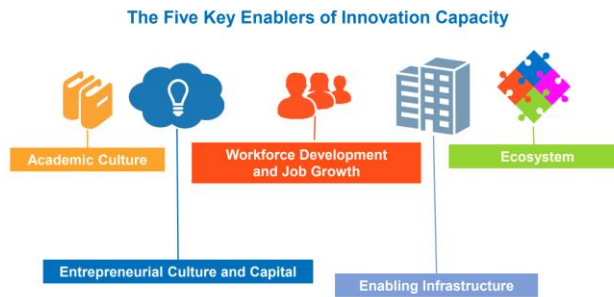 The Five Key Enablers of Innovation Capacity
Academic Culture
Workforce Development
and Job Growth
Ecosystem
Entrepreneurial Culture and Capital
Enabling Infrastructure